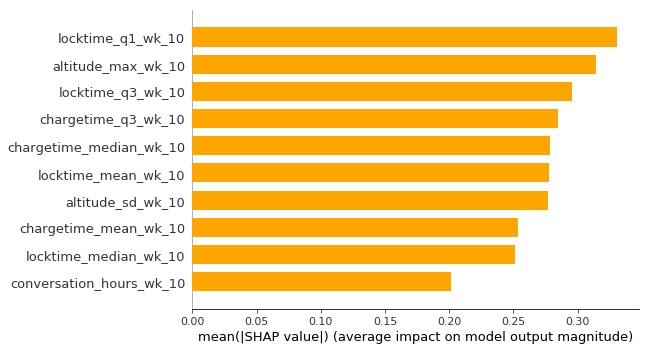 locktime_q1_wk_10
altitude_max_wk_10
locktime_q3_wk_10
chargetime_q3_wk_10
chargetime_median_wk_10
locktime_mean_wk_10
altitude_sd_wk_10
chargetime_mean_wk_10
locktime_median_wk_10
conversation_hours_wk_10
0.00 0.05 0.10 0.15 0.20 0.25 0.30
mean(|SHAP value|) (average impact on model output magnitude)